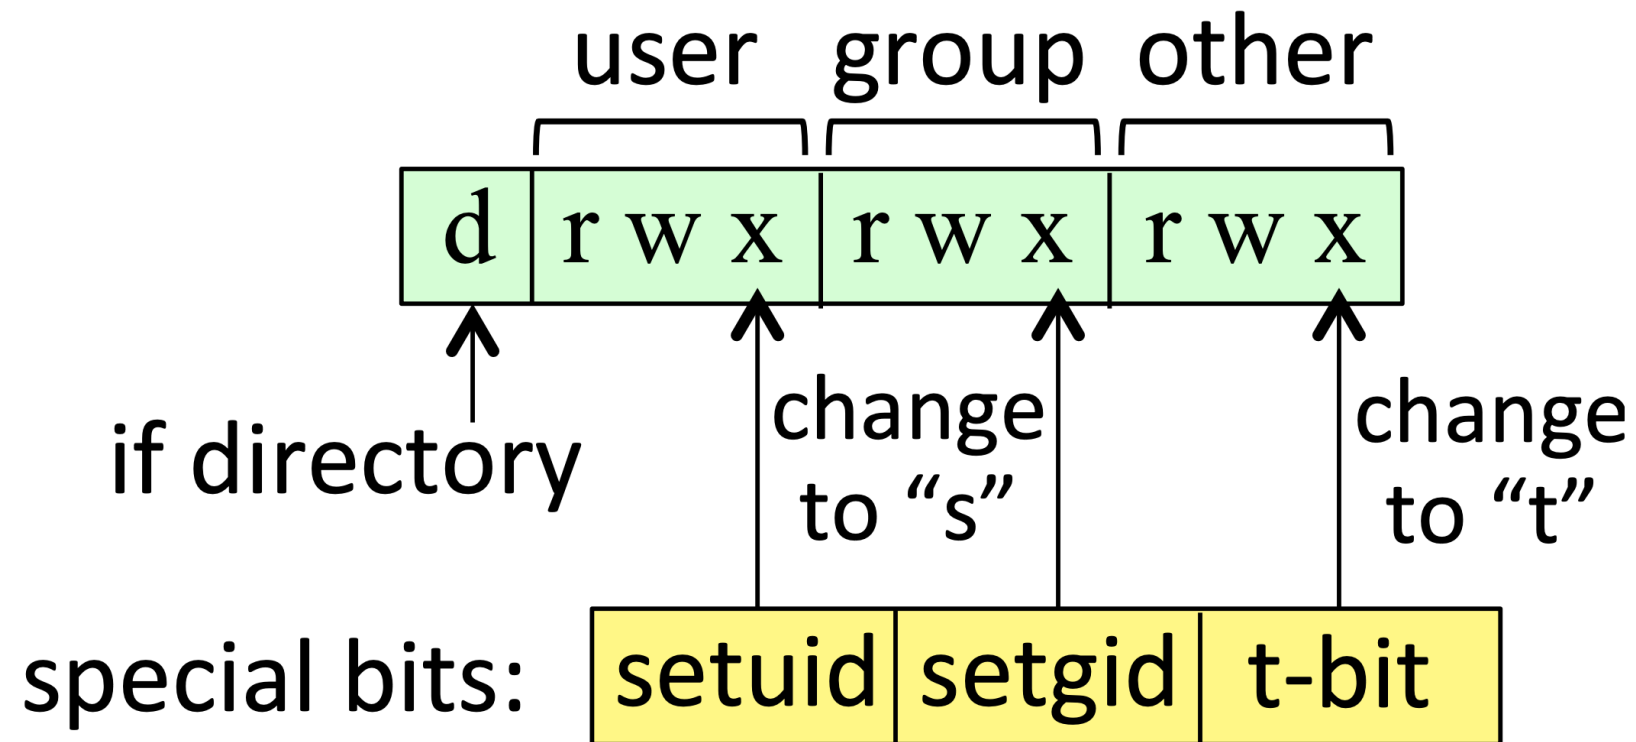 user group other
d r w x r w x r w x
if directory
change to “s”
change to “t”
special bits: setuid setgid t-bit